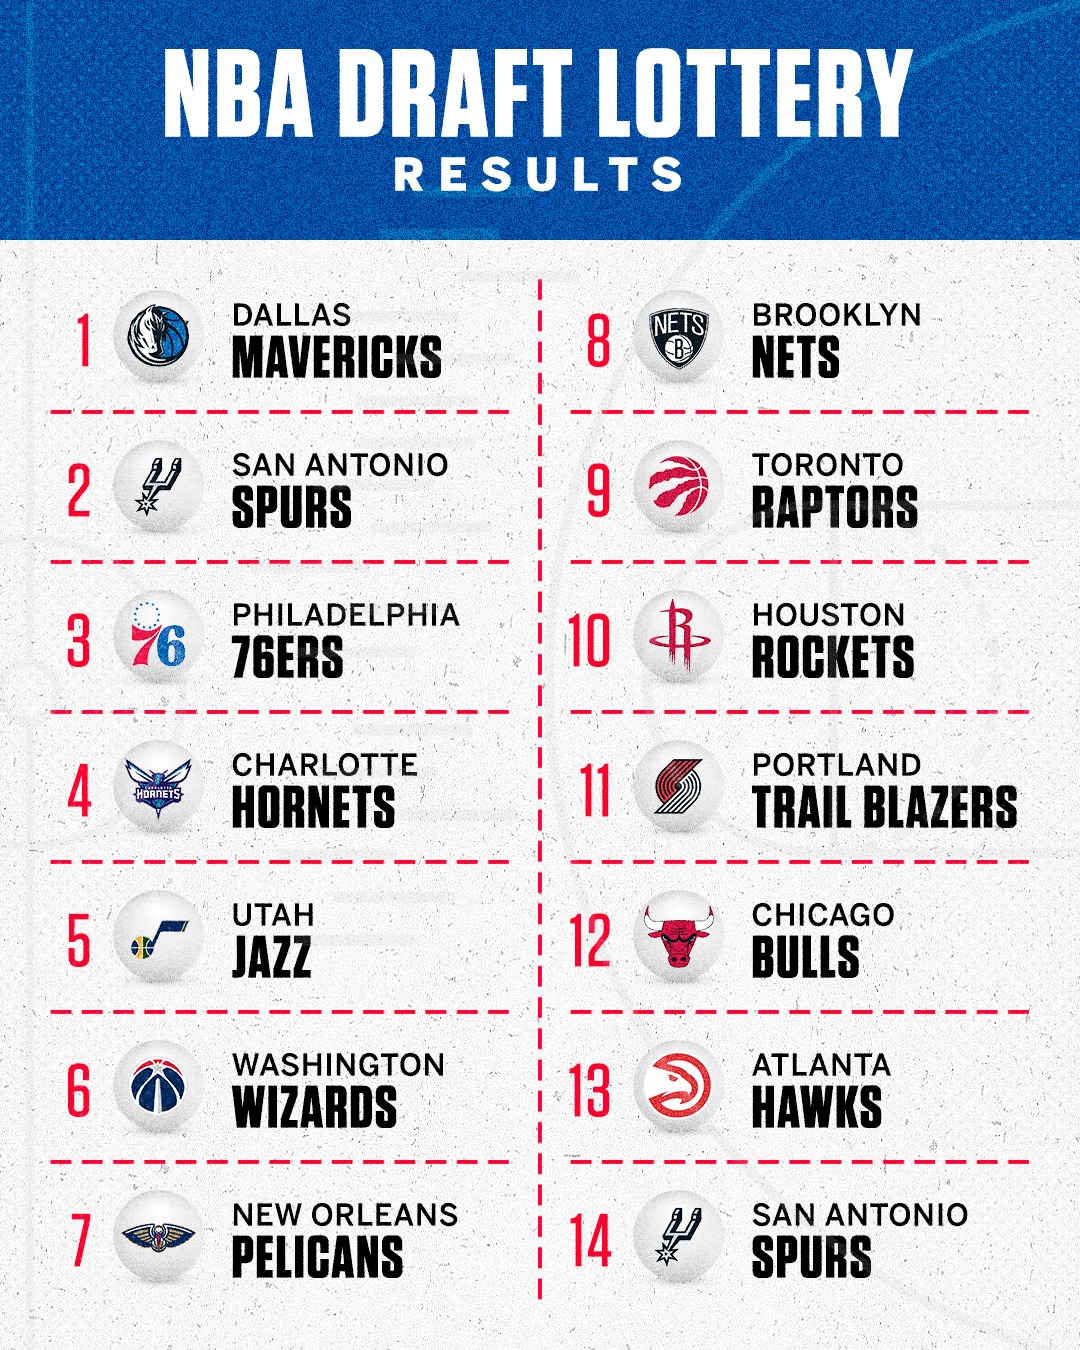 NBA DRAFT LOTTERY
RESULTS
1
DALLAS
MAVERICKS
2
SAN ANTONIO
SPURS
3
76
PHILADELPHIA
76ERS
4
HORNETS
CHARLOTTE
HORNETS
5
UTAH
JAZZ
6
WASHINGTON
WIZARDS
7
NEW ORLEANS
PELICANS
8
NETS
B
BROOKLYN
NETS
9
TORONTO
RAPTORS
10
R
HOUSTON
ROCKETS
11
PORTLAND
TRAIL BLAZERS
12
CHICAGO
BULLS
13
ATLANTA
HAWKS
14
SAN ANTONIO
SPURS